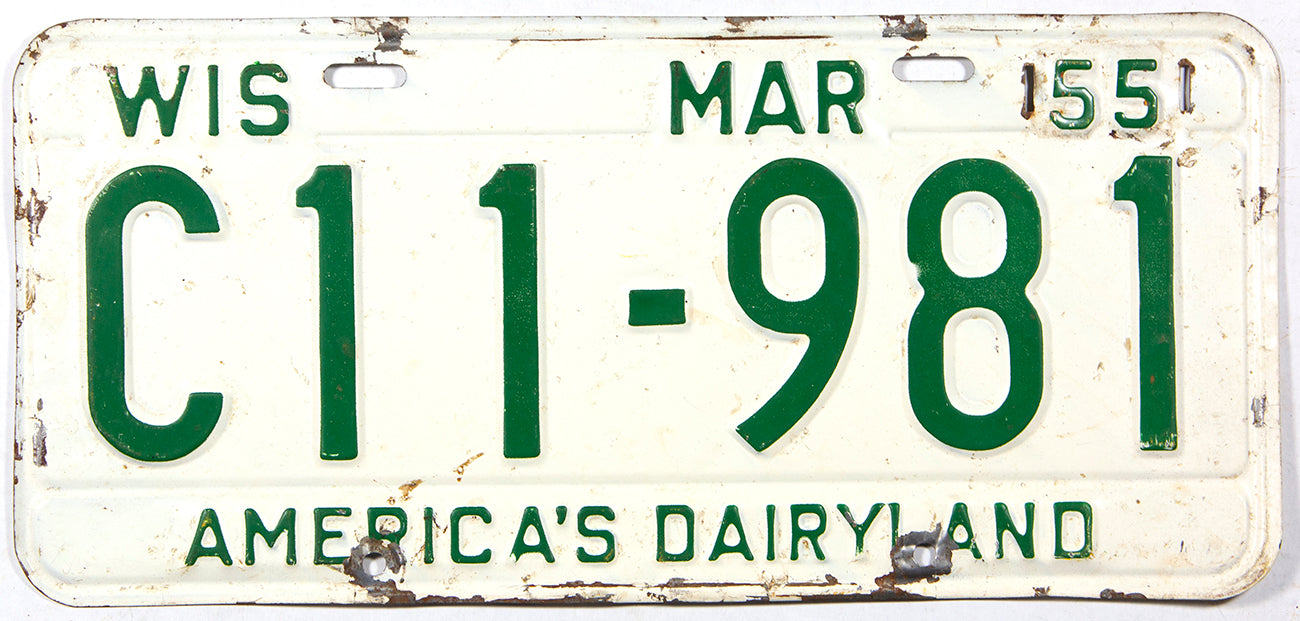 WIS MAR 55
C11-981
AMERICA'S DAIRYLAND